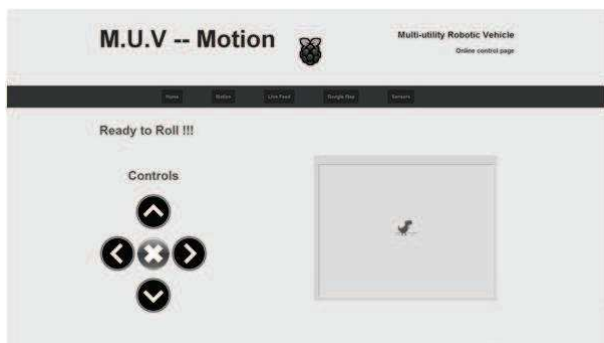 M.U.V -- Motion
Multi-utility Robotic Vehicle
Online control page
Home Motion Live Feed Google Map Sensors
Ready to Roll !!!
Controls